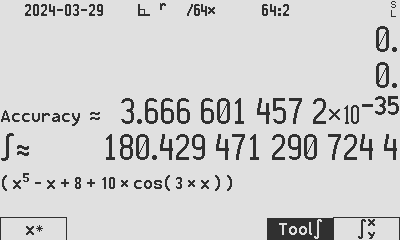 2024-03-29 ∟ r /64× 64:2 S L
0.
0.
Accuracy ≈ 3.666 601 457 2×10⁻³⁵
∫≈ 180.429 471 290 724 4
(x⁵-x+8+10×cos(3×x))
x* Tool∫ ∫ˣᵧ